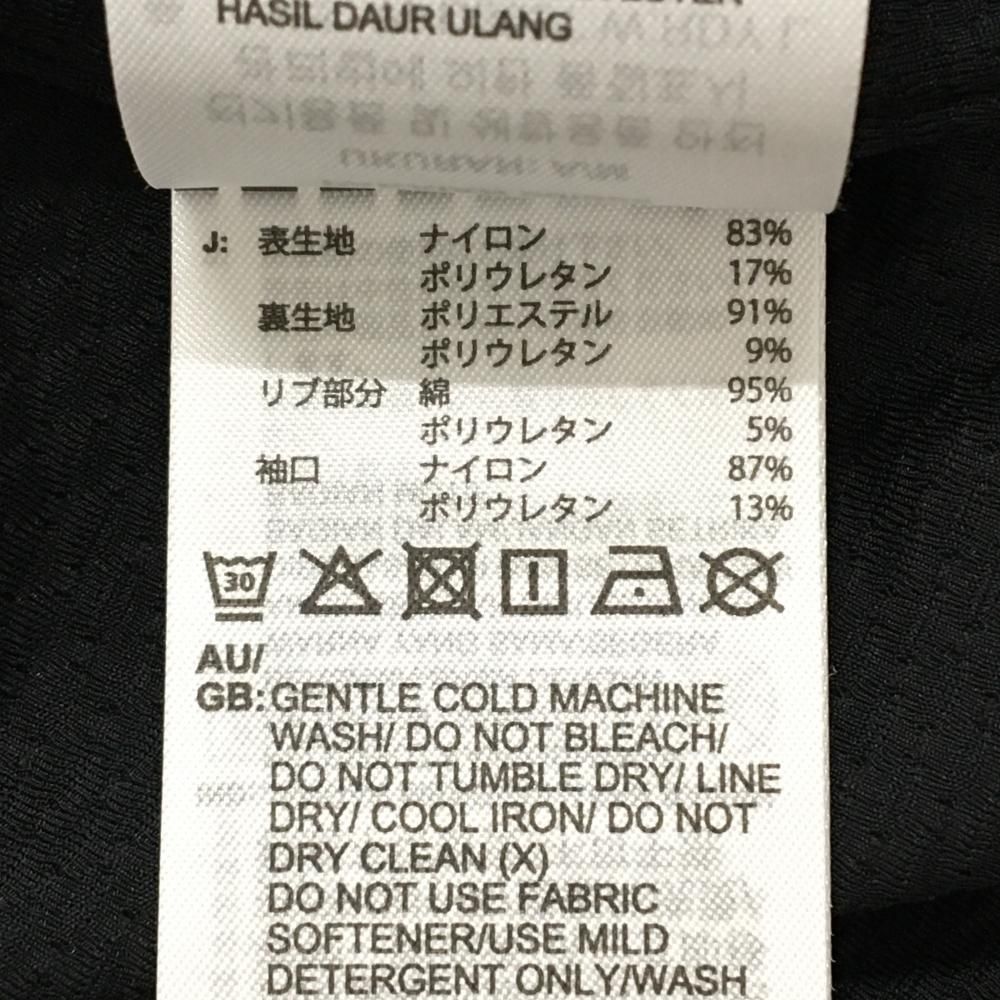 HASIL DAUR ULANG
J: 表生地 ナイロン 83%
ポリウレタン 17%
裏生地 ポリエステル 91%
ポリウレタン 9%
リブ部分 綿 95%
ポリウレタン 5%
袖口 ナイロン 87%
ポリウレタン 13%
30
AU/
GB: GENTLE COLD MACHINE
WASH/ DO NOT BLEACH/
DO NOT TUMBLE DRY/ LINE
DRY/ COOL IRON/ DO NOT
DRY CLEAN (X)
DO NOT USE FABRIC
SOFTENER/USE MILD
DETERGENT ONLY/WASH